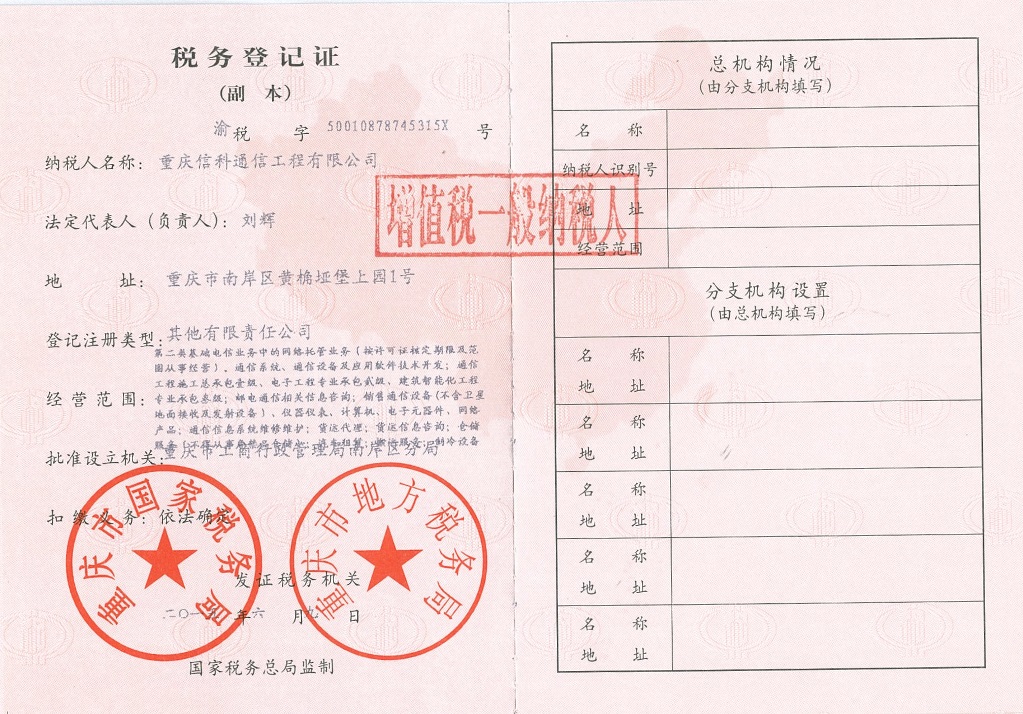 税务登记证
(副 本)
渝税 字 50010878745315X 号
纳税人名称: 重庆信科通信工程有限公司
法定代表人(负责人): 刘辉
地 址: 重庆市南岸区黄桷垭堡上园1号
登记注册类型: 其他有限责任公司
经营范围:
第二类基础电信业务中的网络托管业务(按许可证核定期限及范
围从事经营)、通信系统、通信设备及应用软件技术开发;通信
工程施工总承包壹级、电子工程专业承包贰级、建筑智能化工程
专业承包叁级;邮电通信相关信息咨询;销售通信设备(不含卫星
地面接收及发射设备)、仪器仪表、计算机、电子元器件、网络
产品;通信信息系统维修维护;货运代理;货运信息咨询;仓储
服务(不得从事 制冷设备
批准设立机关: 重庆市工商行政管理局南岸区分局
扣缴义务: 依法确定
重庆市国家税务局
重庆市地方税务局
发证税务机关
二〇一 年 六 月 九 日
国家税务总局监制
增值税一般纳税人
总机构情况
(由分支机构填写)
名 称
纳税人识别号
地 址
经营范围
分支机构设置
(由总机构填写)
名 称
地 址
名 称
地 址
名 称
地 址
名 称
地 址
名 称
地 址